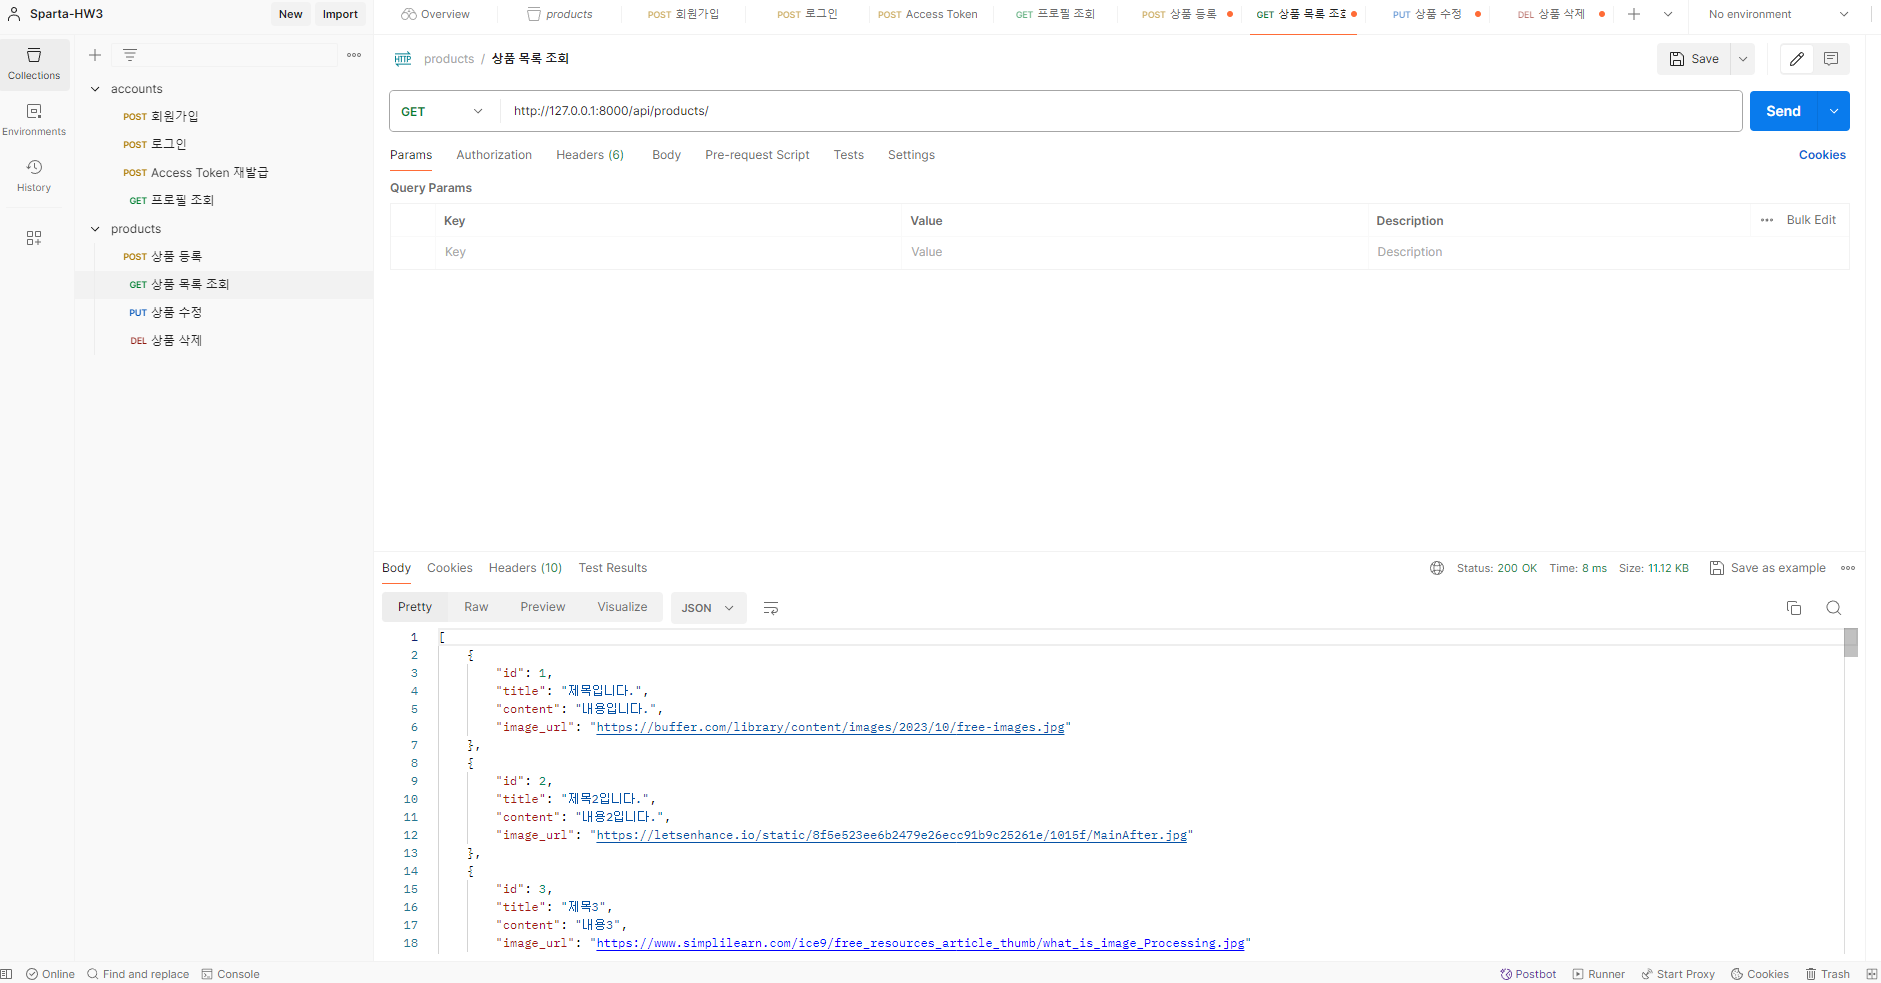 Sparta-HW3
New
Import
Overview
products
POST 회원가입
POST 로그인
POST Access Token
GET 프로필 조회
POST 상품 등록
GET 상품 목록 조회
PUT 상품 수정
DEL 상품 삭제
No environment
Collections
Environments
History
accounts
POST 회원가입
POST 로그인
POST Access Token 재발급
GET 프로필 조회
products
POST 상품 등록
GET 상품 목록 조회
PUT 상품 수정
DEL 상품 삭제
HTTP products / 상품 목록 조회
Save
GET http://127.0.0.1:8000/api/products/
Send
Params Authorization Headers (6) Body Pre-request Script Tests Settings Cookies
Query Params
Key Value Description Bulk Edit
Key Value Description
Body Cookies Headers (10) Test Results Status: 200 OK Time: 8 ms Size: 11.12 KB Save as example
Pretty Raw Preview Visualize JSON
1 [
2 {
3 "id": 1,
4 "title": "제목입니다.",
5 "content": "내용입니다.",
6 "image_url": "https://buffer.com/library/content/images/2023/10/free-images.jpg"
7 },
8 {
9 "id": 2,
10 "title": "제목2입니다.",
11 "content": "내용2입니다.",
12 "image_url": "https://letsenhance.io/static/8f5e523ee6b2479e26ecc91b9c25261e/1015f/MainAfter.jpg"
13 },
14 {
15 "id": 3,
16 "title": "제목3",
17 "content": "내용3",
18 "image_url": "https://www.simplilearn.com/ice9/free_resources_article_thumb/what_is_image_Processing.jpg"
Online Find and replace Console Postbot Runner Start Proxy Cookies Trash